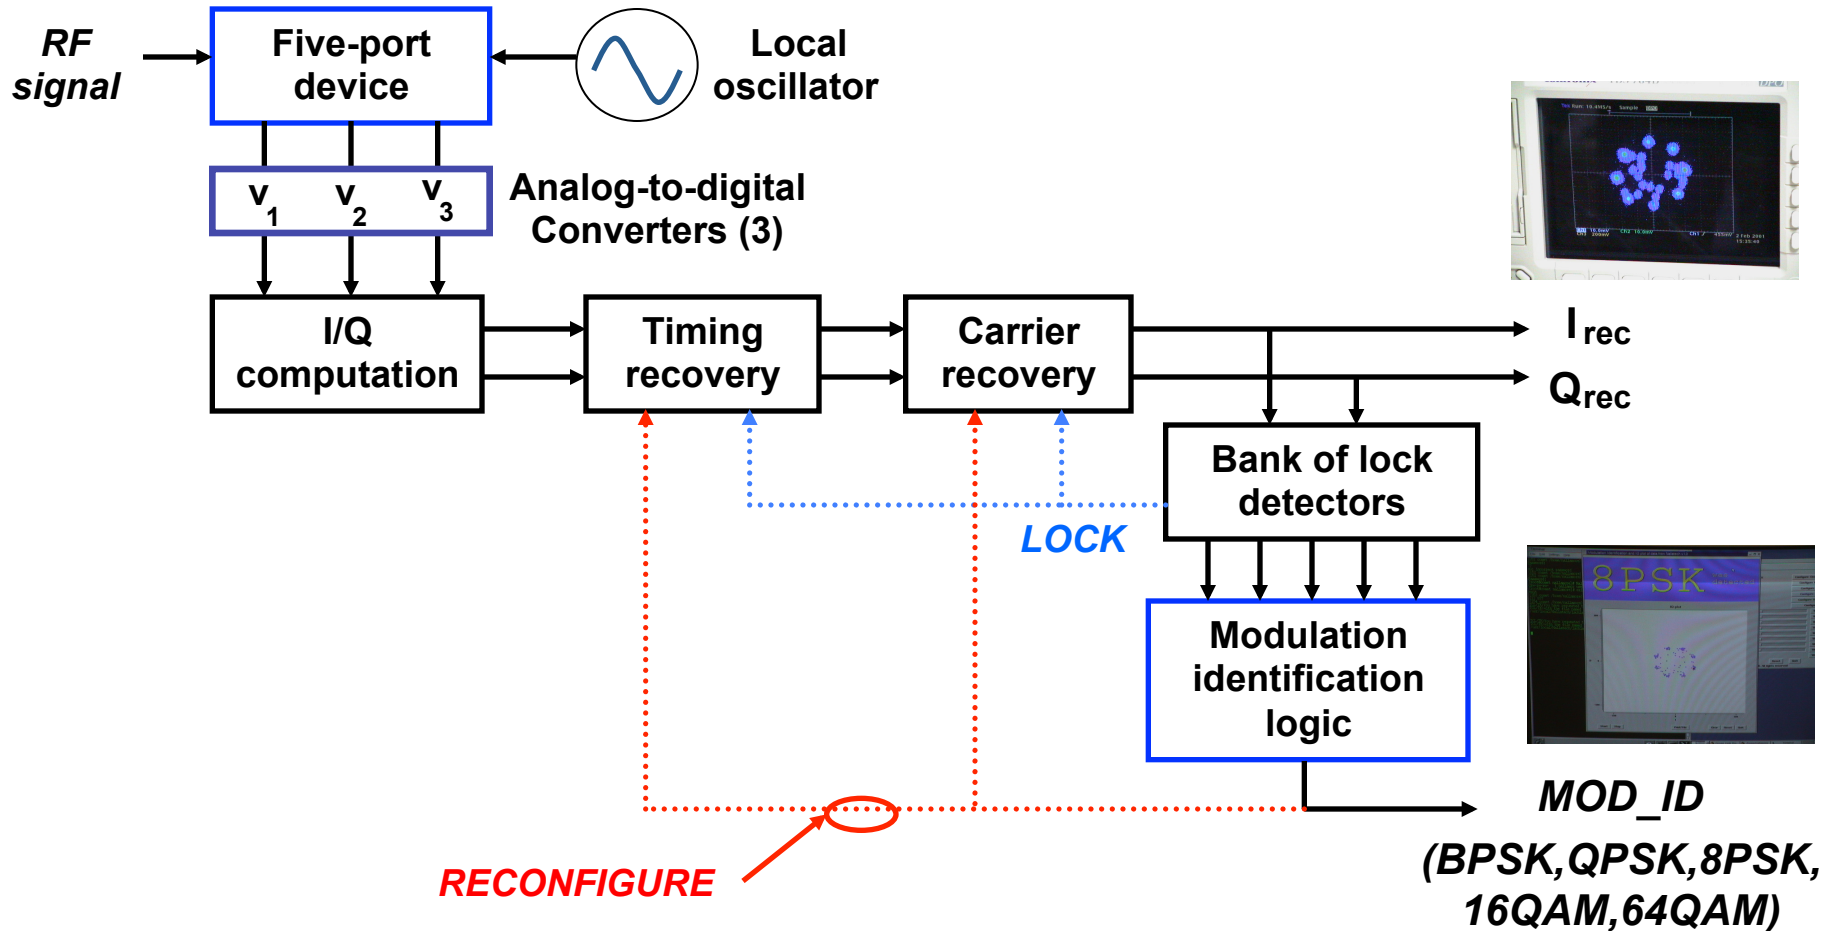 RF
signal
Five-port
device
Local
oscillator
v1 v2 v3
Analog-to-digital
Converters (3)
I/Q
computation
Timing
recovery
Carrier
recovery
Irec
Qrec
Bank of lock
detectors
LOCK
8PSK
Modulation
identification
logic
MOD_ID
(BPSK,QPSK,8PSK,
16QAM,64QAM)
RECONFIGURE